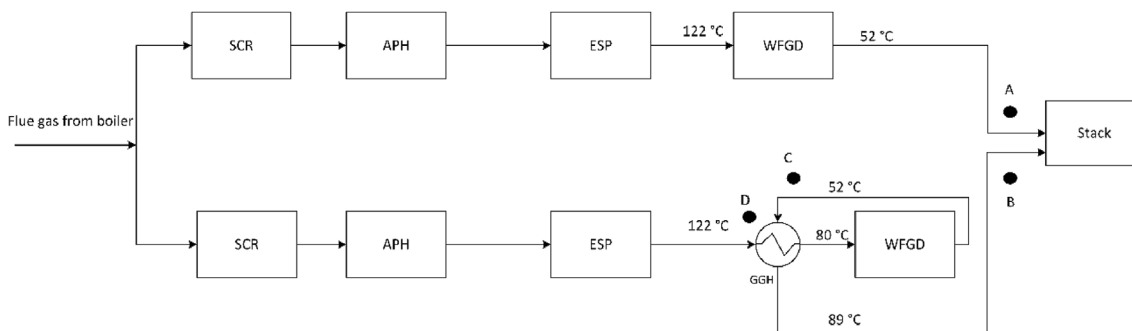 SCR
APH
ESP
122 °C
WFGD
52 °C
A
Flue gas from boiler
Stack
C
B
52 °C
D
122 °C
SCR
APH
ESP
80 °C
WFGD
GGH
89 °C